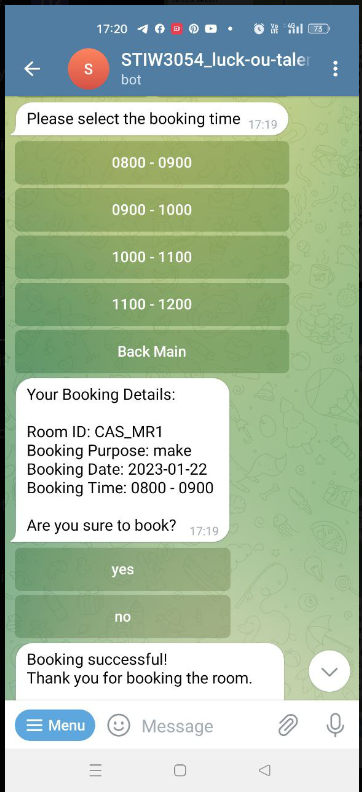 17:20
73
S
STIW3054_luck-ou-taler
bot
Please select the booking time 17:19
0800 - 0900
0900 - 1000
1000 - 1100
1100 - 1200
Back Main
Your Booking Details:
Room ID: CAS_MR1
Booking Purpose: make
Booking Date: 2023-01-22
Booking Time: 0800 - 0900
Are you sure to book? 17:19
yes
no
Booking successful!
Thank you for booking the room.
Menu
Message